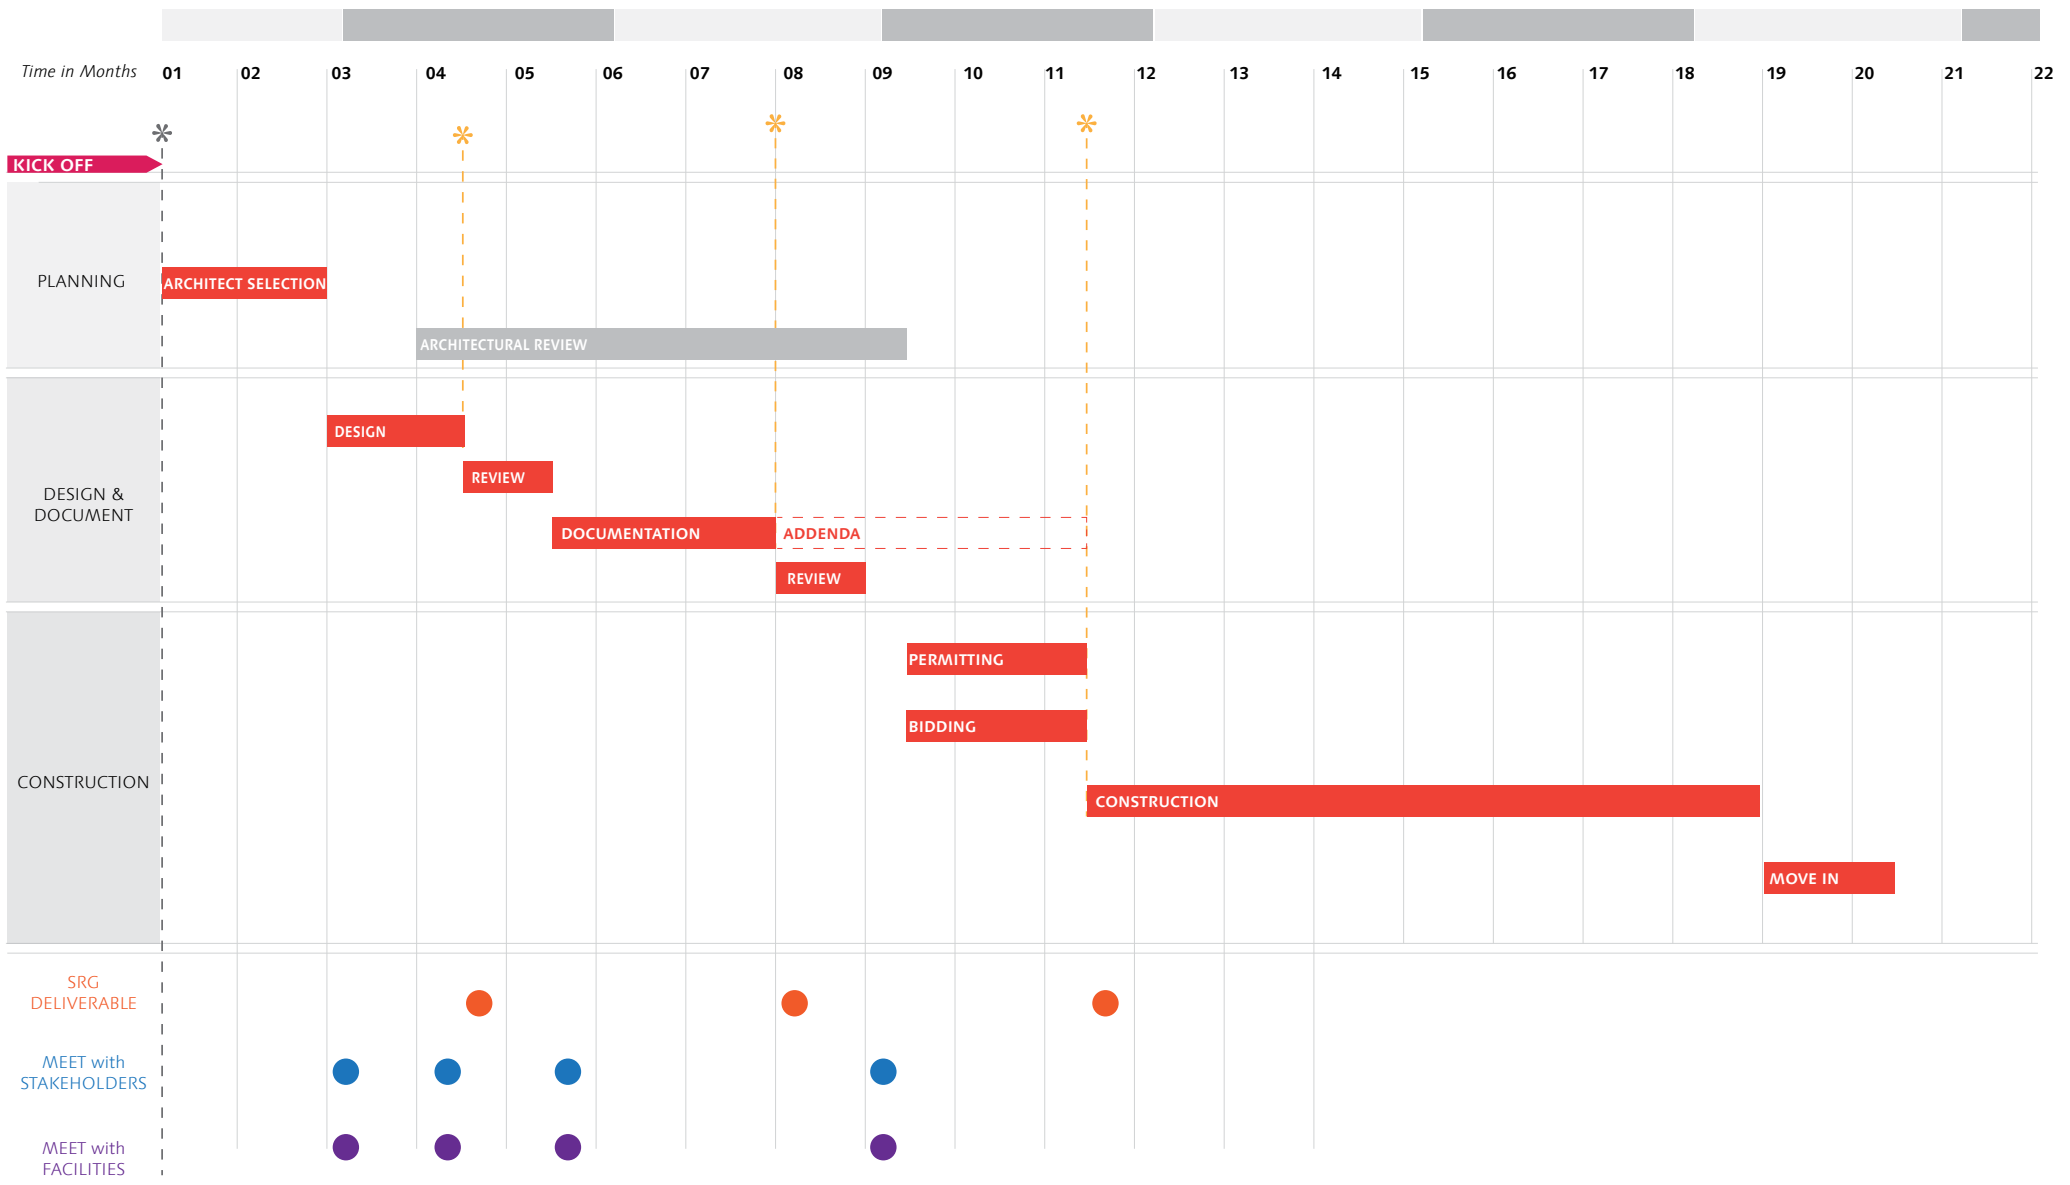 Time in Months 01 02 03 04 05 06 07 08 09 10 11 12 13 14 15 16 17 18 19 20 21 22
KICK OFF
PLANNING
ARCHITECT SELECTION
ARCHITECTURAL REVIEW
DESIGN &
DOCUMENT
DESIGN
REVIEW
DOCUMENTATION ADDENDA
REVIEW
CONSTRUCTION
PERMITTING
BIDDING
CONSTRUCTION
MOVE IN
SRG
DELIVERABLE
MEET with
STAKEHOLDERS
MEET with
FACILITIES